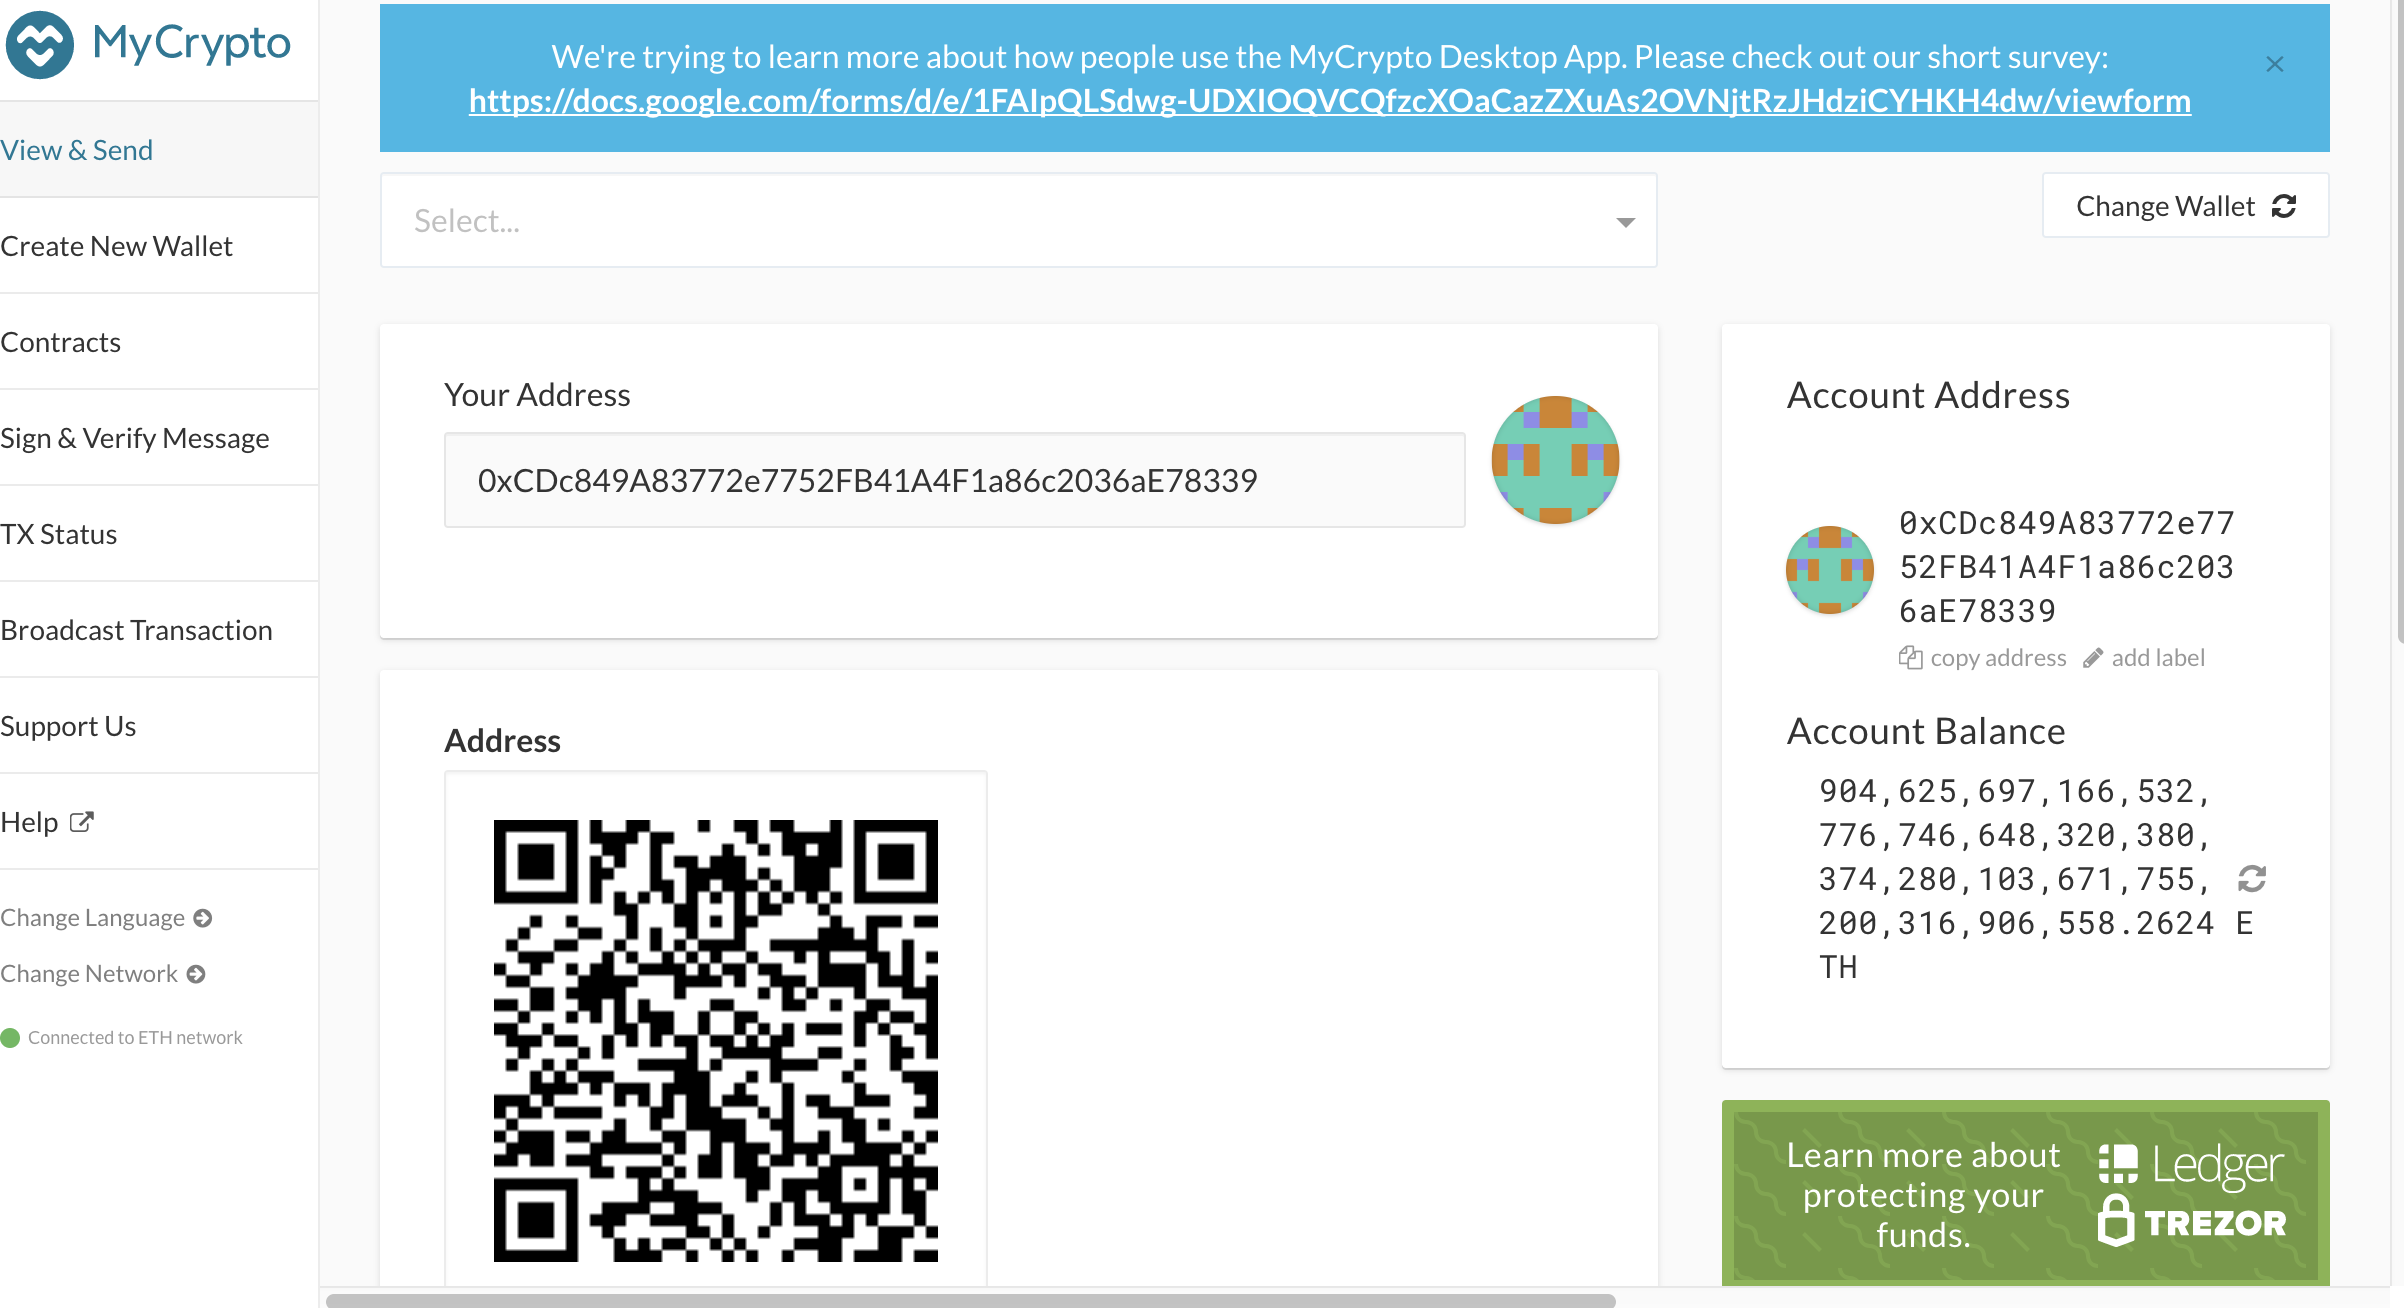 MyCrypto
View & Send
Create New Wallet
Contracts
Sign & Verify Message
TX Status
Broadcast Transaction
Support Us
Help
Change Language
Change Network
Connected to ETH network
We're trying to learn more about how people use the MyCrypto Desktop App. Please check out our short survey:
https://docs.google.com/forms/d/e/1FAIpQLSdwg-UDXIOQVCQfzcXOaCazZXuAs2OVNjtRzJHdziCYHKH4dw/viewform
Select...
Change Wallet
Your Address
0xCDc849A83772e7752FB41A4F1a86c2036aE78339
Address
Account Address
0xCDc849A83772e77
52FB41A4F1a86c203
6aE78339
copy address add label
Account Balance
904,625,697,166,532,
776,746,648,320,380,
374,280,103,671,755,
200,316,906,558.2624 E
TH
Learn more about
protecting your
funds.
Ledger
TREZOR